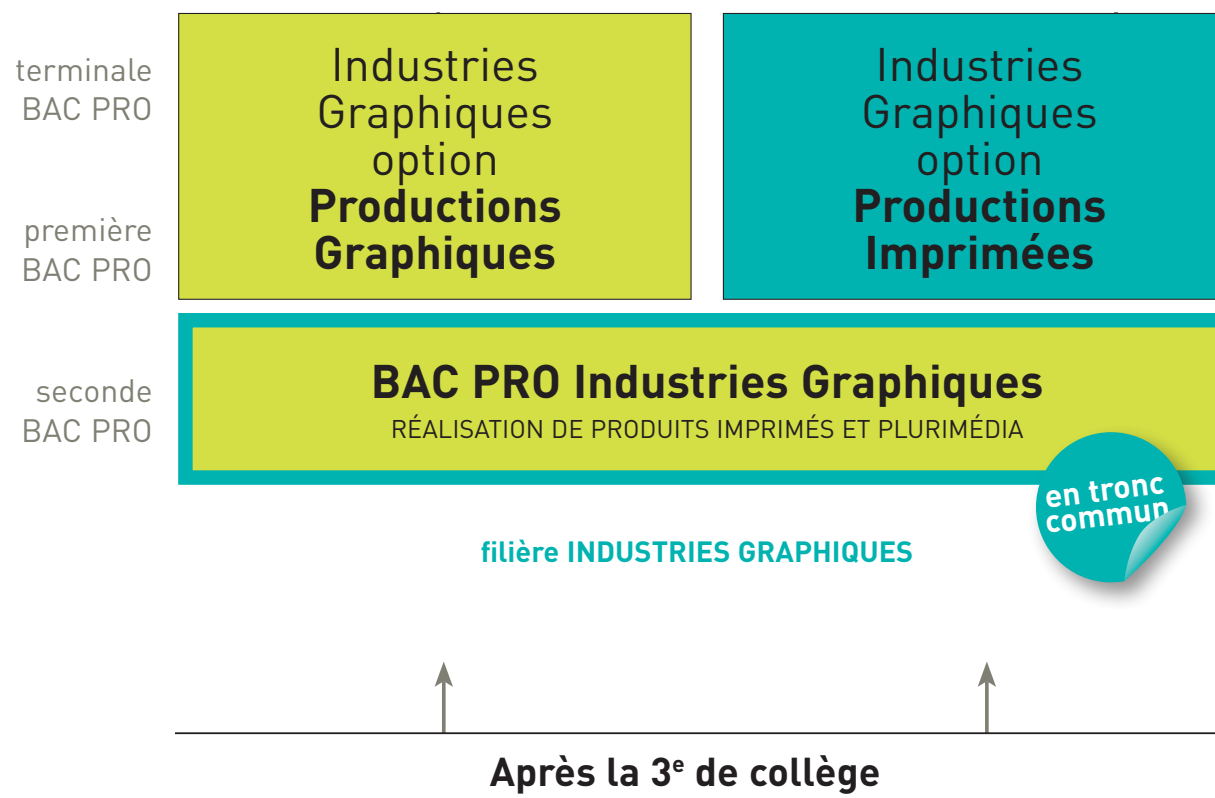 terminale
BAC PRO
Industries
Graphiques
option
Productions
Graphiques
Industries
Graphiques
option
Productions
Imprimées
première
BAC PRO
seconde
BAC PRO
BAC PRO Industries Graphiques
RÉALISATION DE PRODUITS IMPRIMÉS ET PLURIMÉDIA
en tronc
commun
filière INDUSTRIES GRAPHIQUES
Après la 3e de collège